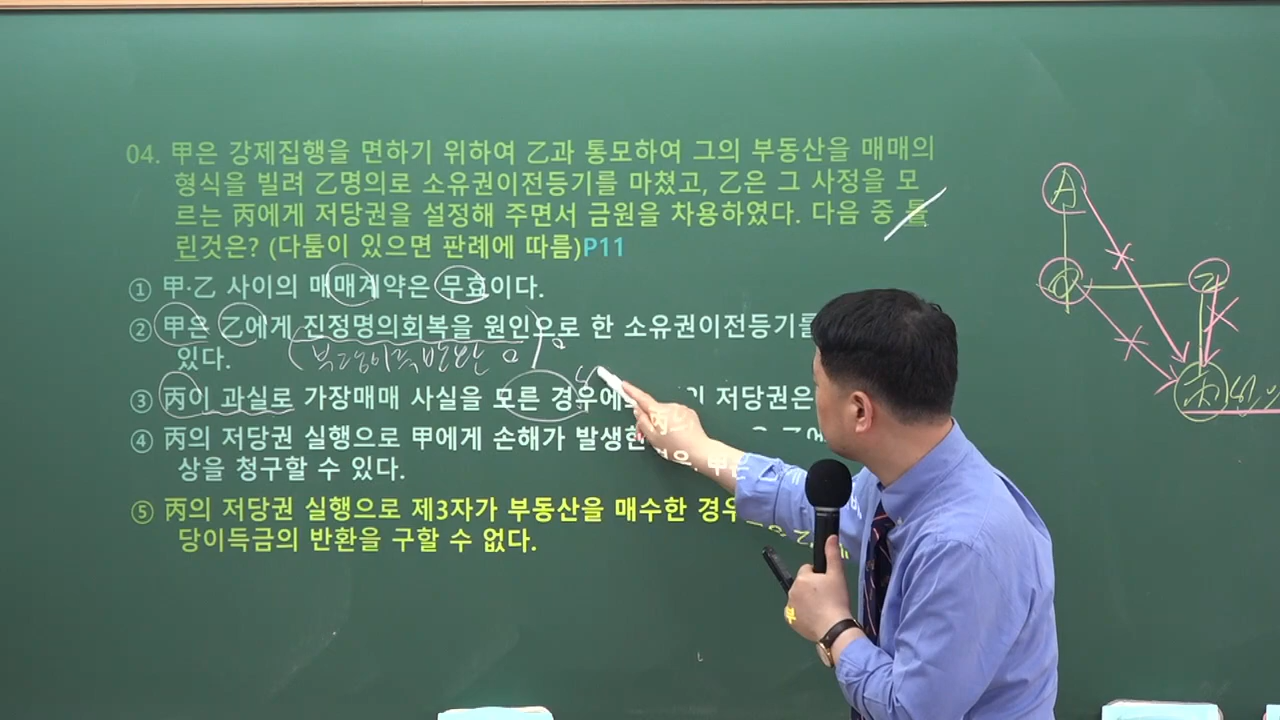 04. 甲은 강제집행을 면하기 위하여 乙과 통모하여 그의 부동산을 매매의
형식을 빌려 乙명의로 소유권이전등기를 마쳤고, 乙은 그 사정을 모
르는 丙에게 저당권을 설정해 주면서 금원을 차용하였다. 다음 중 틀
린것은? (다툼이 있으면 판례에 따름)P11
① 甲·乙 사이의 매매계약은 무효이다.
② 甲은 乙에게 진정명의회복을 원인으로 한 소유권이전등기를
있다.
(부당이득반환
③ 丙이 과실로 가장매매 사실을 모른 경우에 저당권은
④ 丙의 저당권 실행으로 甲에게 손해가 발생한
상을 청구할 수 있다.
⑤ 丙의 저당권 실행으로 제3자가 부동산을 매수한 경우
당이득금의 반환을 구할 수 없다.
A